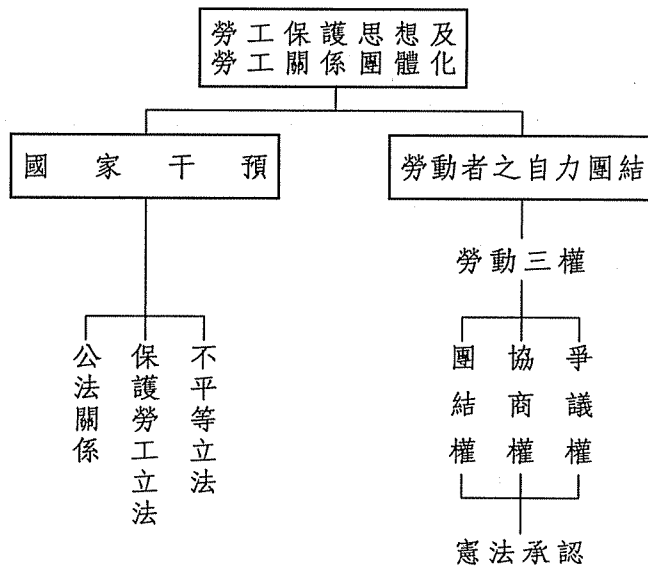 勞工保護思想及
勞工關係團體化
國家干預
勞動者之自力團結
勞動三權
公法關係
保護勞工立法
不平等立法
團結權
協商權
爭議權
憲法承認